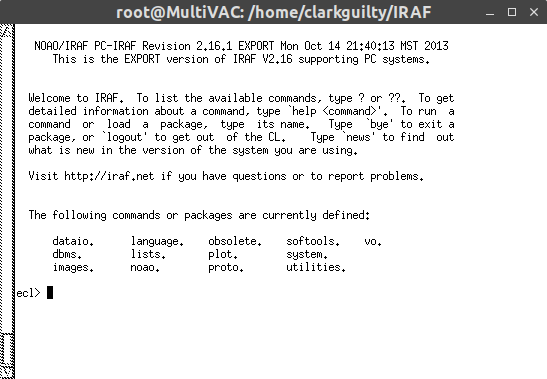 root@MultiVAC: /home/clarkguilty/IRAF
NOAO/IRAF PC-IRAF Revision 2.16.1 EXPORT Mon Oct 14 21:40:13 MST 2013
This is the EXPORT version of IRAF V2.16 supporting PC systems.
Welcome to IRAF.  To list the available commands, type ? or ??.  To get
detailed information about a command, type `help <command>'.  To run  a
command  or  load  a  package,  type  its name.  Type  `bye' to exit a
package, or `logout' to get out  of the CL.    Type `news' to find  out
what is new in the version of the system you are using.
Visit http://iraf.net if you have questions or to report problems.
The following commands or packages are currently defined:
dataio.     language.   obsolete.   softools.   vo.
dbms.       lists.      plot.       system.
images.     noao.       proto.      utilities.
ecl>